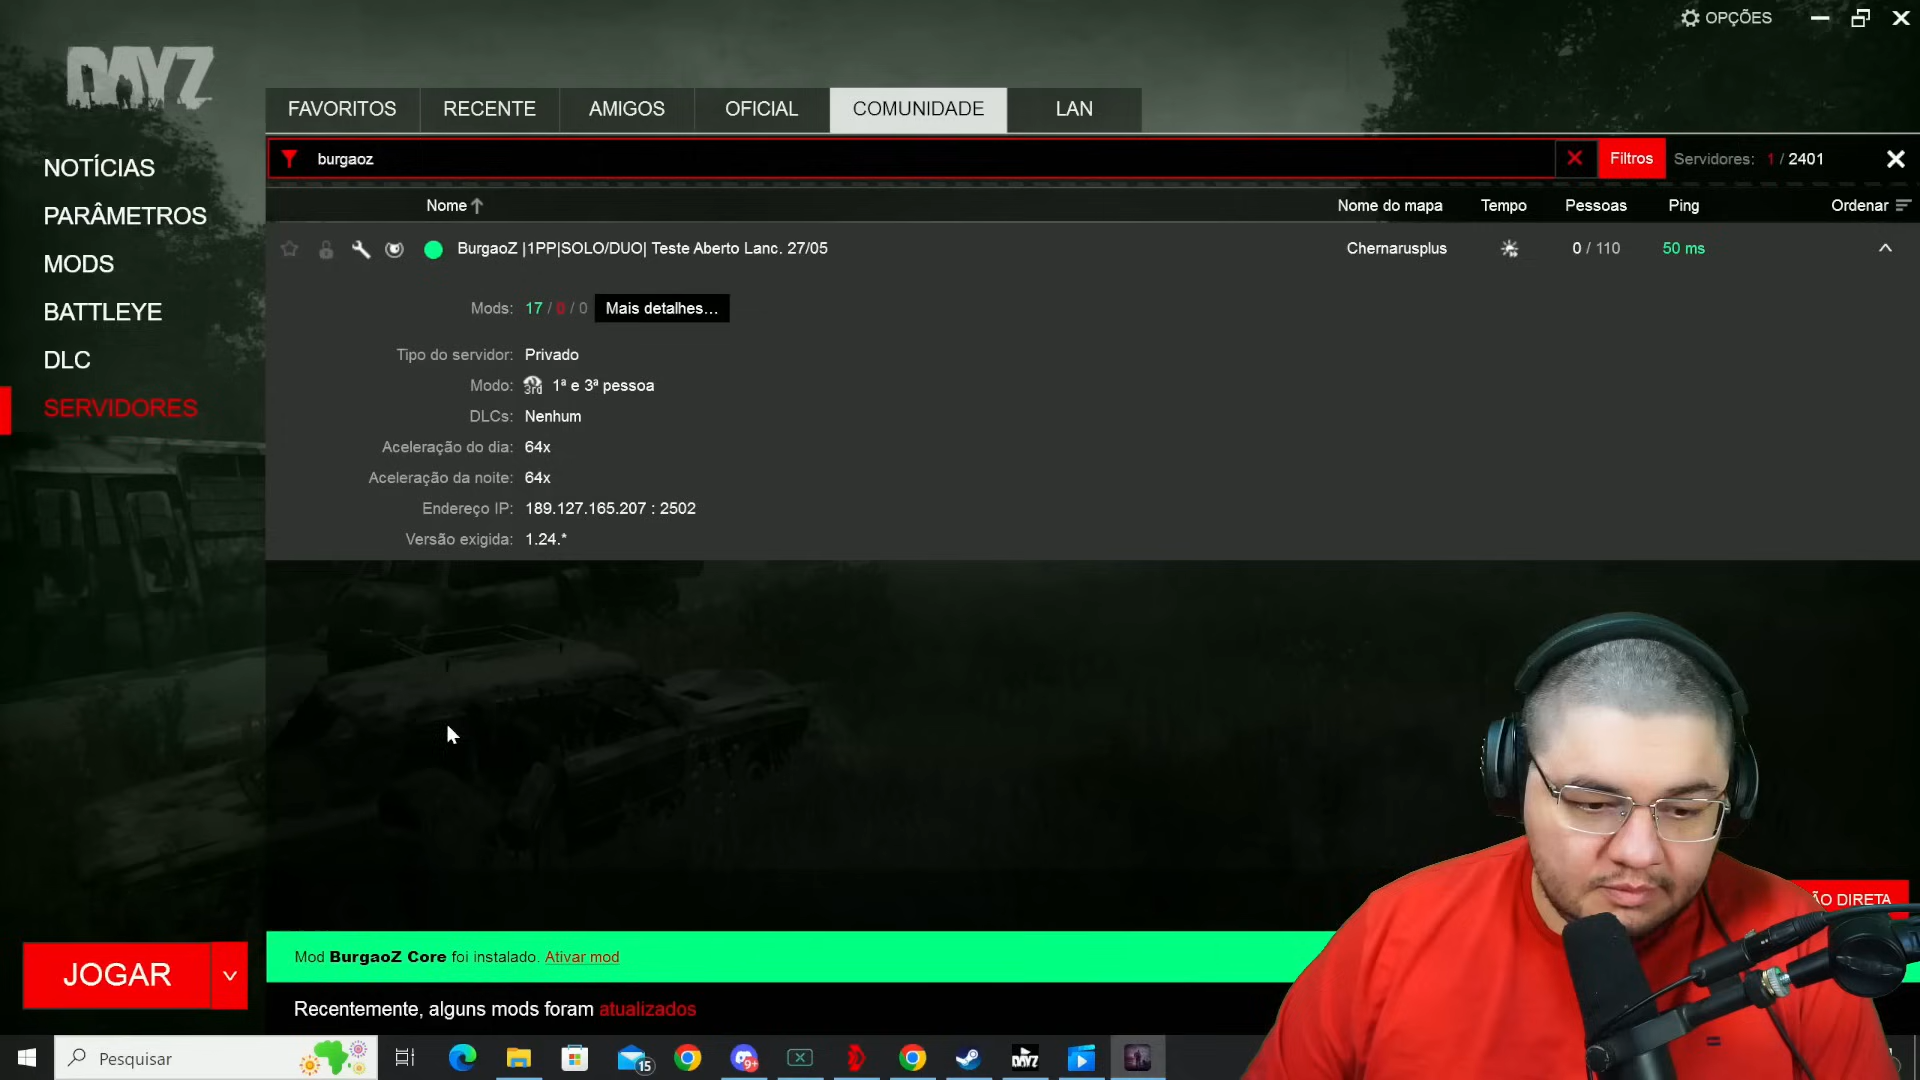 OPÇÕES
DAYZ
FAVORITOS RECENTE AMIGOS OFICIAL COMUNIDADE LAN
burgaoz Filtros Servidores: 1 / 2401
NOTÍCIAS
PARÂMETROS
MODS
BATTLEYE
DLC
SERVIDORES
Nome Nome do mapa Tempo Pessoas Ping Ordenar
BurgaoZ |1PP|SOLO/DUO| Teste Aberto Lanc. 27/05 Chernarusplus 0 / 110 50 ms
Mods: 17 / 0 / 0 Mais detalhes...
Tipo do servidor: Privado
Modo: 3rd 1ª e 3ª pessoa
DLCs: Nenhum
Aceleração do dia: 64x
Aceleração da noite: 64x
Endereço IP: 189.127.165.207 : 2502
Versão exigida: 1.24.*
ÃO DIRETA
Mod BurgaoZ Core foi instalado. Ativar mod
JOGAR
Recentemente, alguns mods foram atualizados
Pesquisar 15 9+ DAYZ